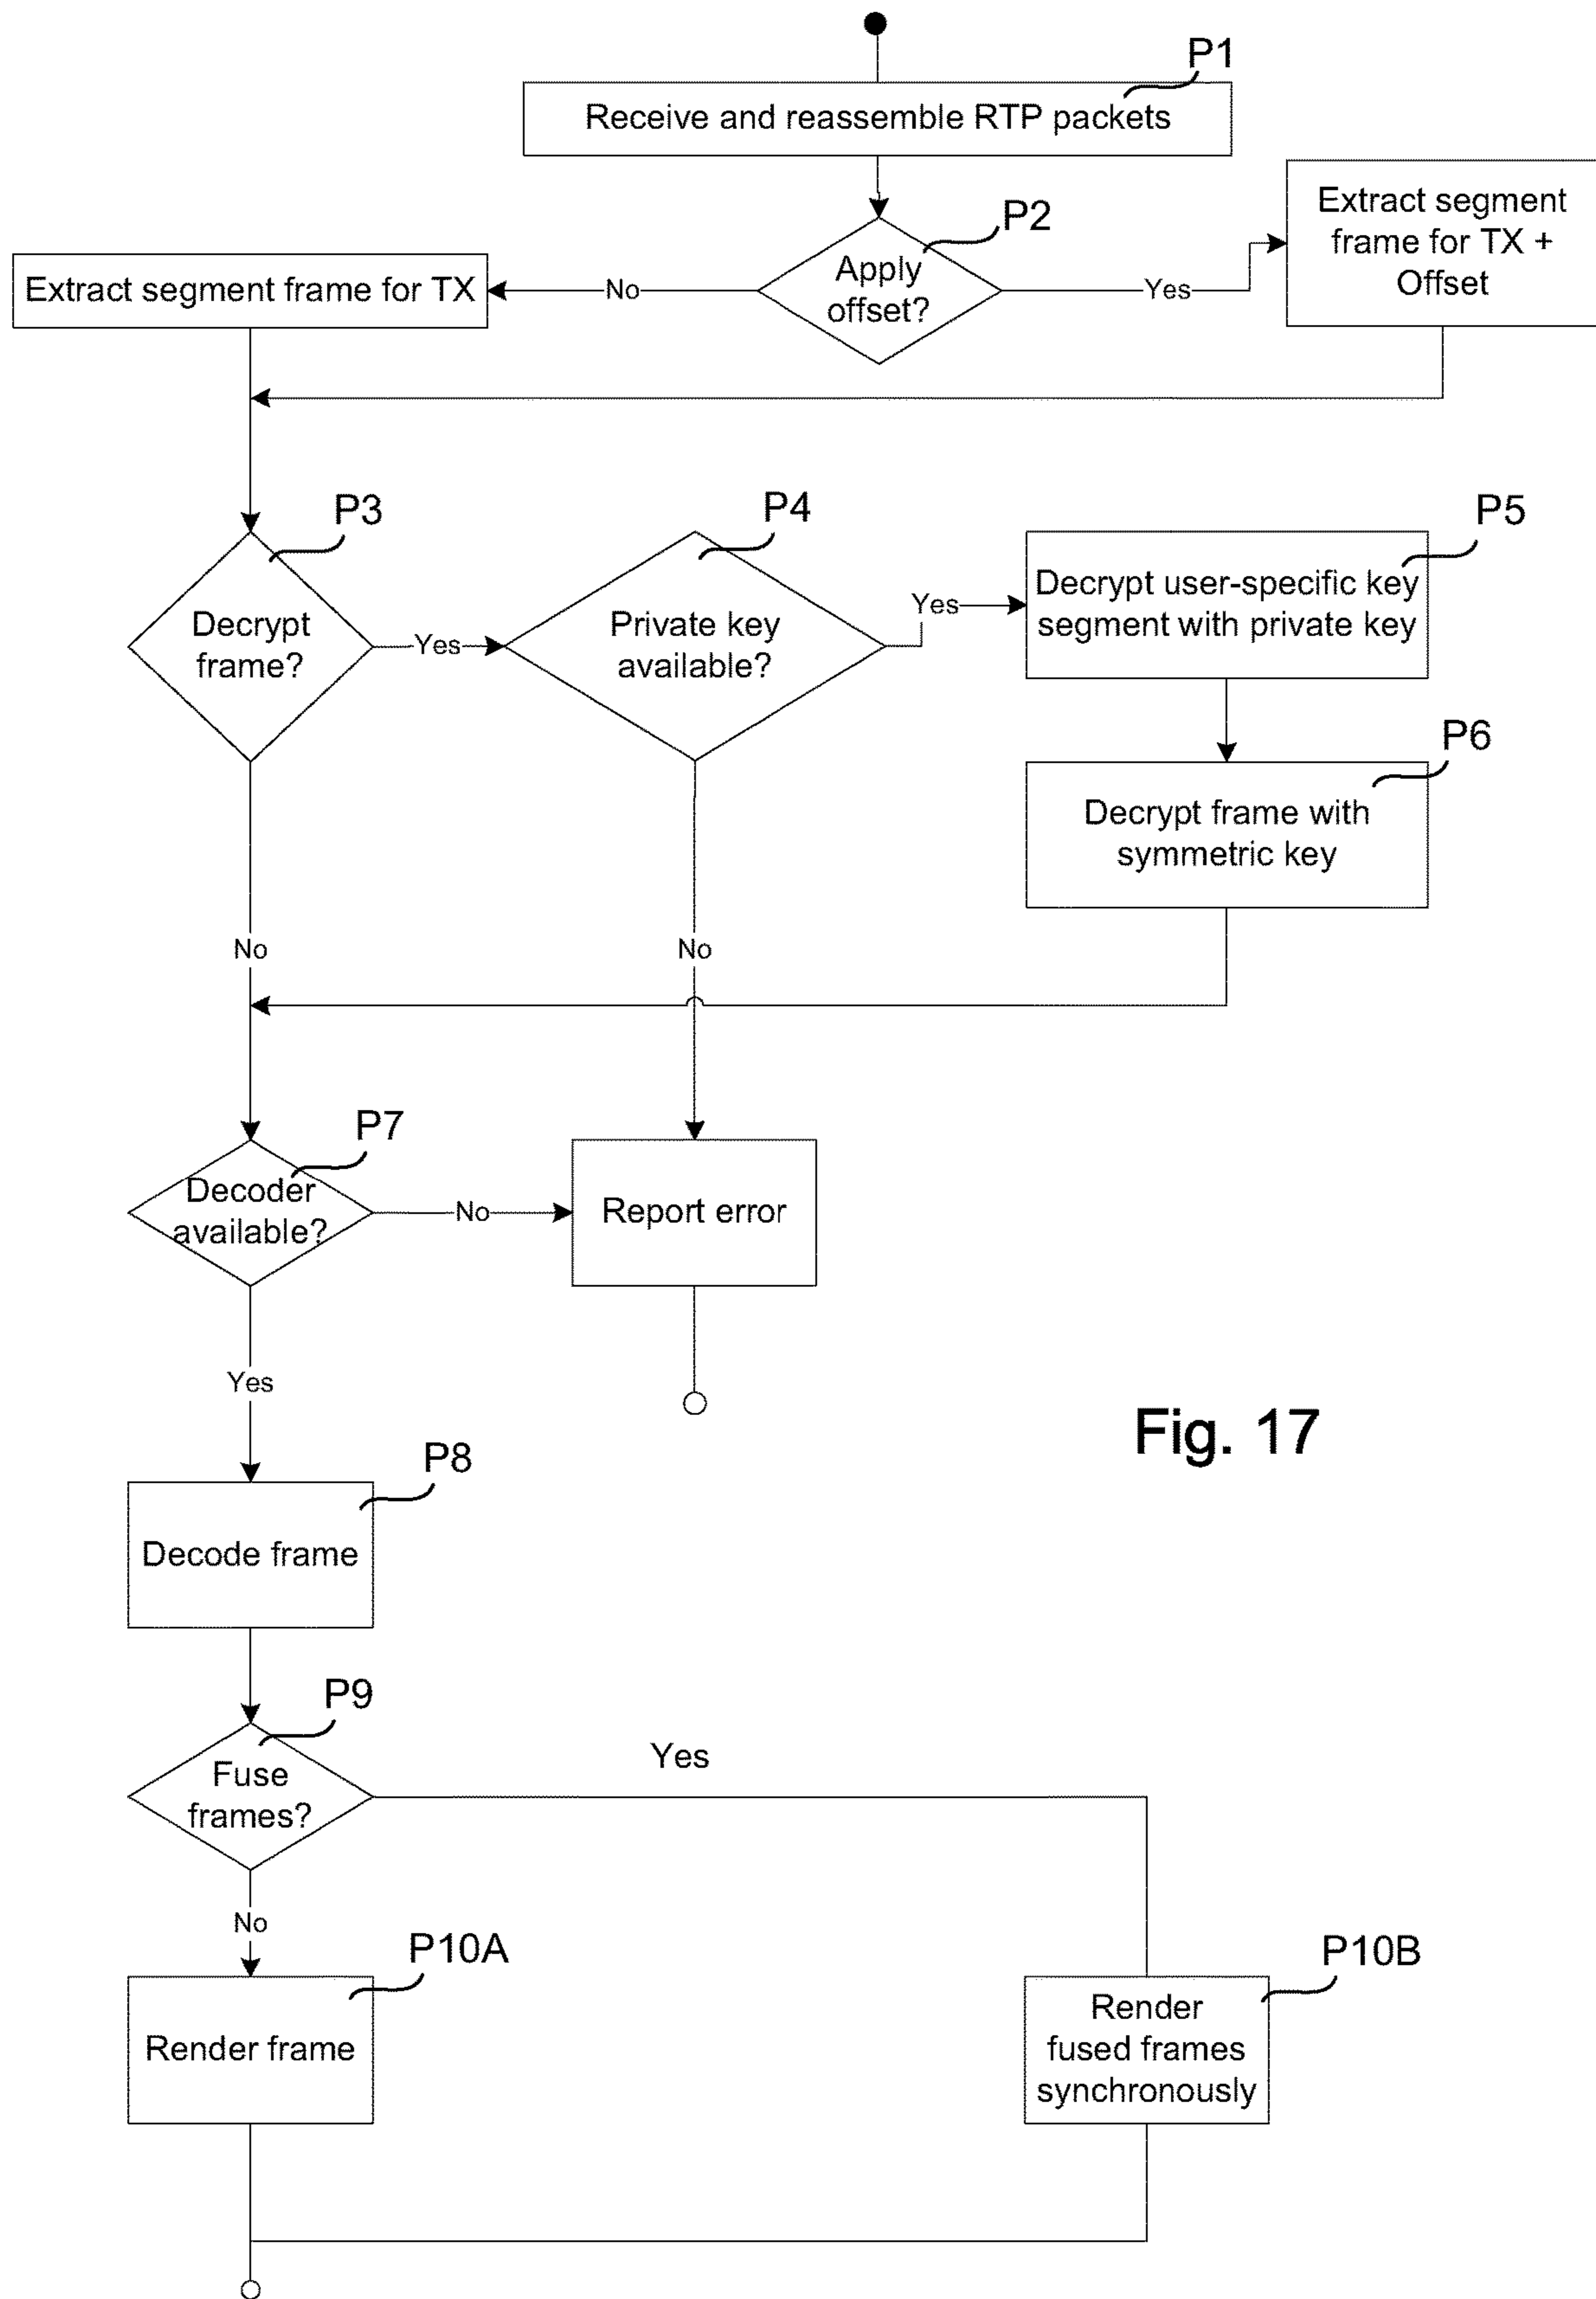 P1
Receive and reassemble RTP packets
P2
Apply
offset?
No
Yes
Extract segment frame for TX
Extract segment
frame for TX +
Offset
P3
Decrypt
frame?
Yes
P4
Private key
available?
Yes
P5
Decrypt user-specific key
segment with private key
P6
Decrypt frame with
symmetric key
No
No
P7
Decoder
available?
No
Report error
Yes
Fig. 17
P8
Decode frame
P9
Fuse
frames?
Yes
No
P10A
Render frame
P10B
Render
fused frames
synchronously